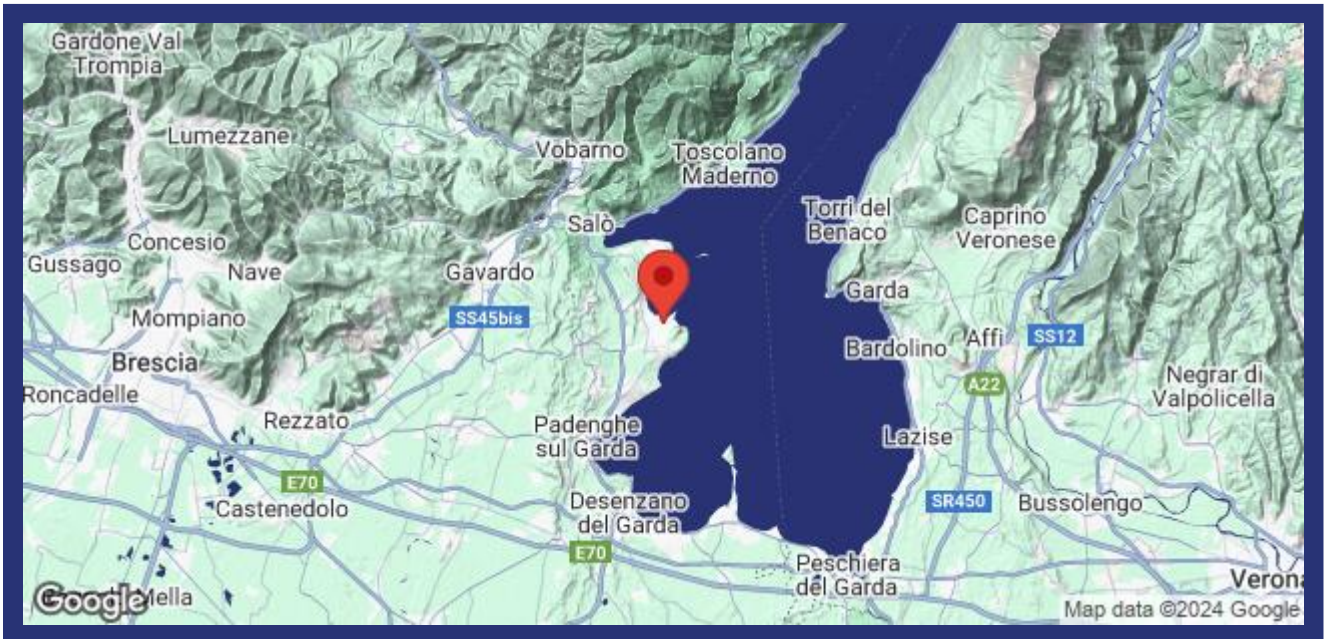 Gardone Val
Trompia
Lumezzane
Vobarno
Toscolano
Maderno
Torri del
Benaco
Caprino
Veronese
Salò
Concesio
Gussago
Nave
Gavardo
Garda
SS45bis
Mompiano
SS12
Affi
Bardolino
Brescia
A22
Negrar di
Valpolicella
Roncadelle
Rezzato
Padenghe
sul Garda
Lazise
E70
Castenedolo
Desenzano
del Garda
SR450
Bussolengo
E70
Peschiera
del Garda
Verona
Google
Mella
Map data ©2024 Google